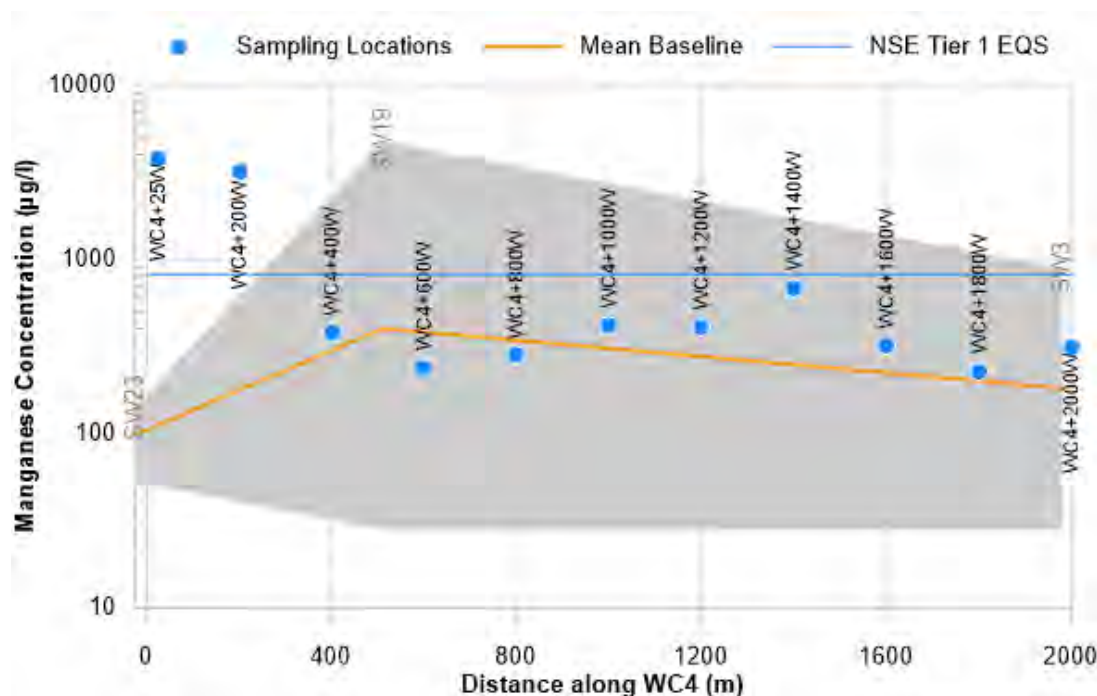 Sampling Locations Mean Baseline NSE Tier 1 EQS
Manganese Concentration (µg/l)
10000
1000
100
10
SW23
WC4+25W
WC4+200W
WC4+400W
SW19
WC4+600W
WC4+800W
WC4+1000W
WC4+1200W
WC4+1400W
WC4+1600W
WC4+1800W
SW3
WC4+2000W
0 400 800 1200 1600 2000
Distance along WC4 (m)